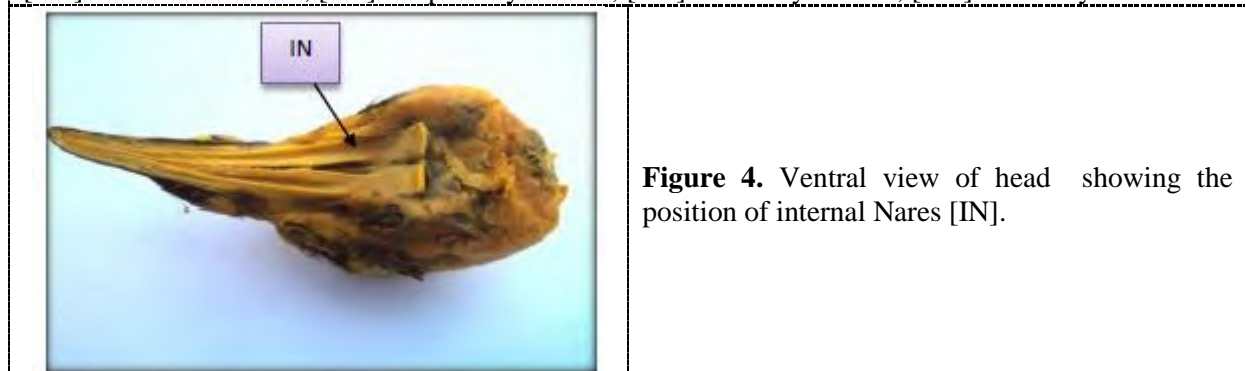 IN
Figure 4. Ventral view of head showing the
position of internal Nares [IN].